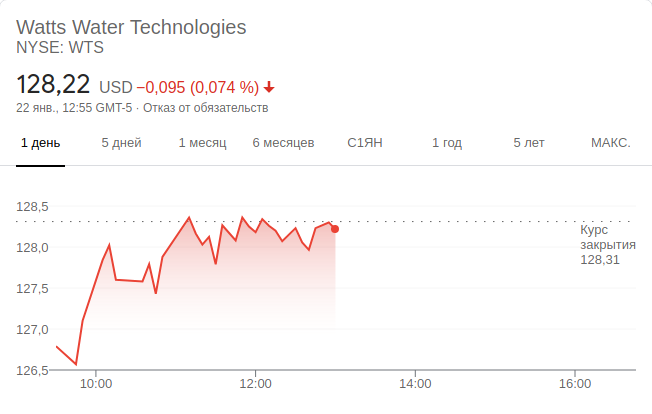 Watts Water Technologies
NYSE: WTS
128,22 USD −0,095 (0,074 %)
22 янв., 12:55 GMT-5 · Отказ от обязательств
1 день 5 дней 1 месяц 6 месяцев С1ЯН 1 год 5 лет МАКС.
128,5
Курс
закрытия
128,31
128,0
127,5
127,0
126,5
10:00 12:00 14:00 16:00